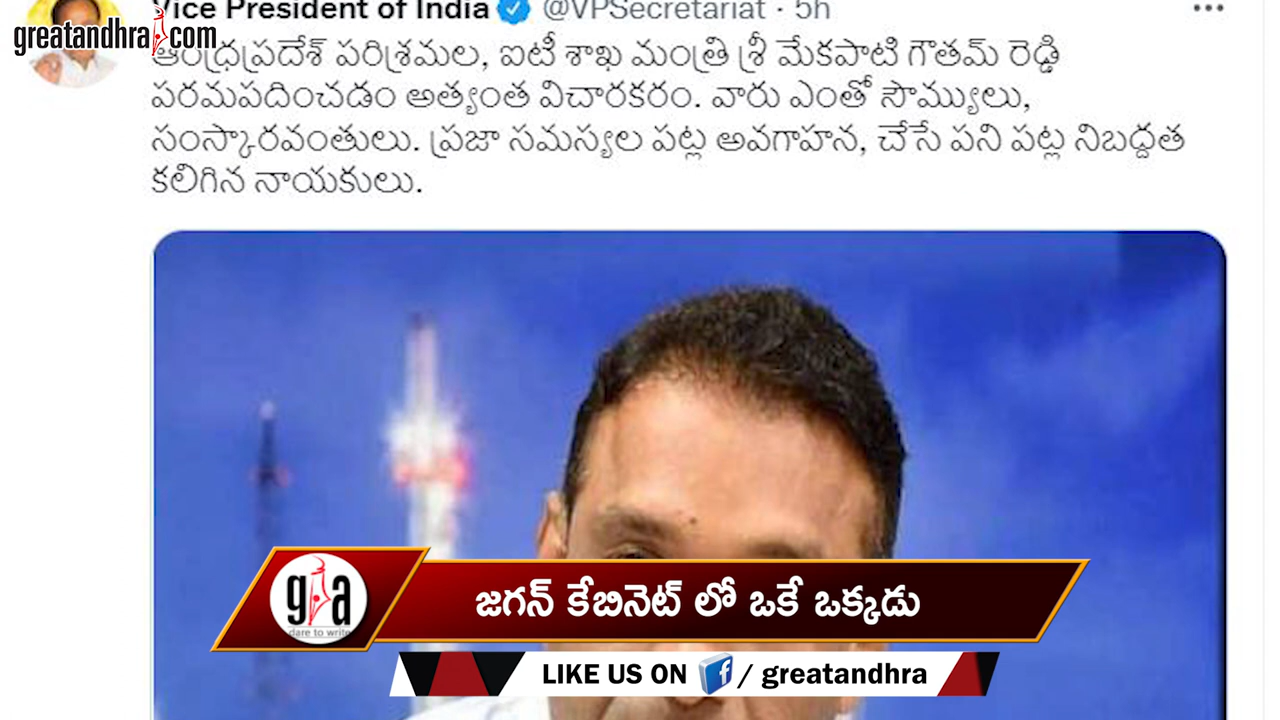 Vice President of India @VPSecretariat · 5h
greatandhra.com
ఆంధ్రప్రదేశ్ పరిశ్రమల, ఐటీ శాఖ మంత్రి శ్రీ మేకపాటి గౌతమ్ రెడ్డి
పరమపదించడం అత్యంత విచారకరం. వారు ఎంతో సౌమ్యులు,
సంస్కారవంతులు. ప్రజా సమస్యల పట్ల అవగాహన, చేసే పని పట్ల నిబద్ధత
కలిగిన నాయకులు.
gia
dare to write
జగన్ కేబినెట్ లో ఒకే ఒక్కడు
LIKE US ON f / greatandhra